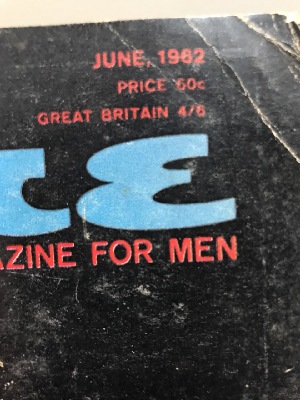 JUNE, 1962
PRICE 60c
GREAT BRITAIN 4/6
E
AZINE FOR MEN